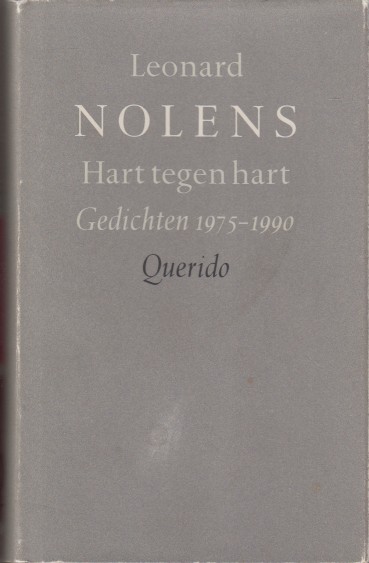 Leonard
NOLENS
Hart tegen hart
Gedichten 1975–1990
Querido